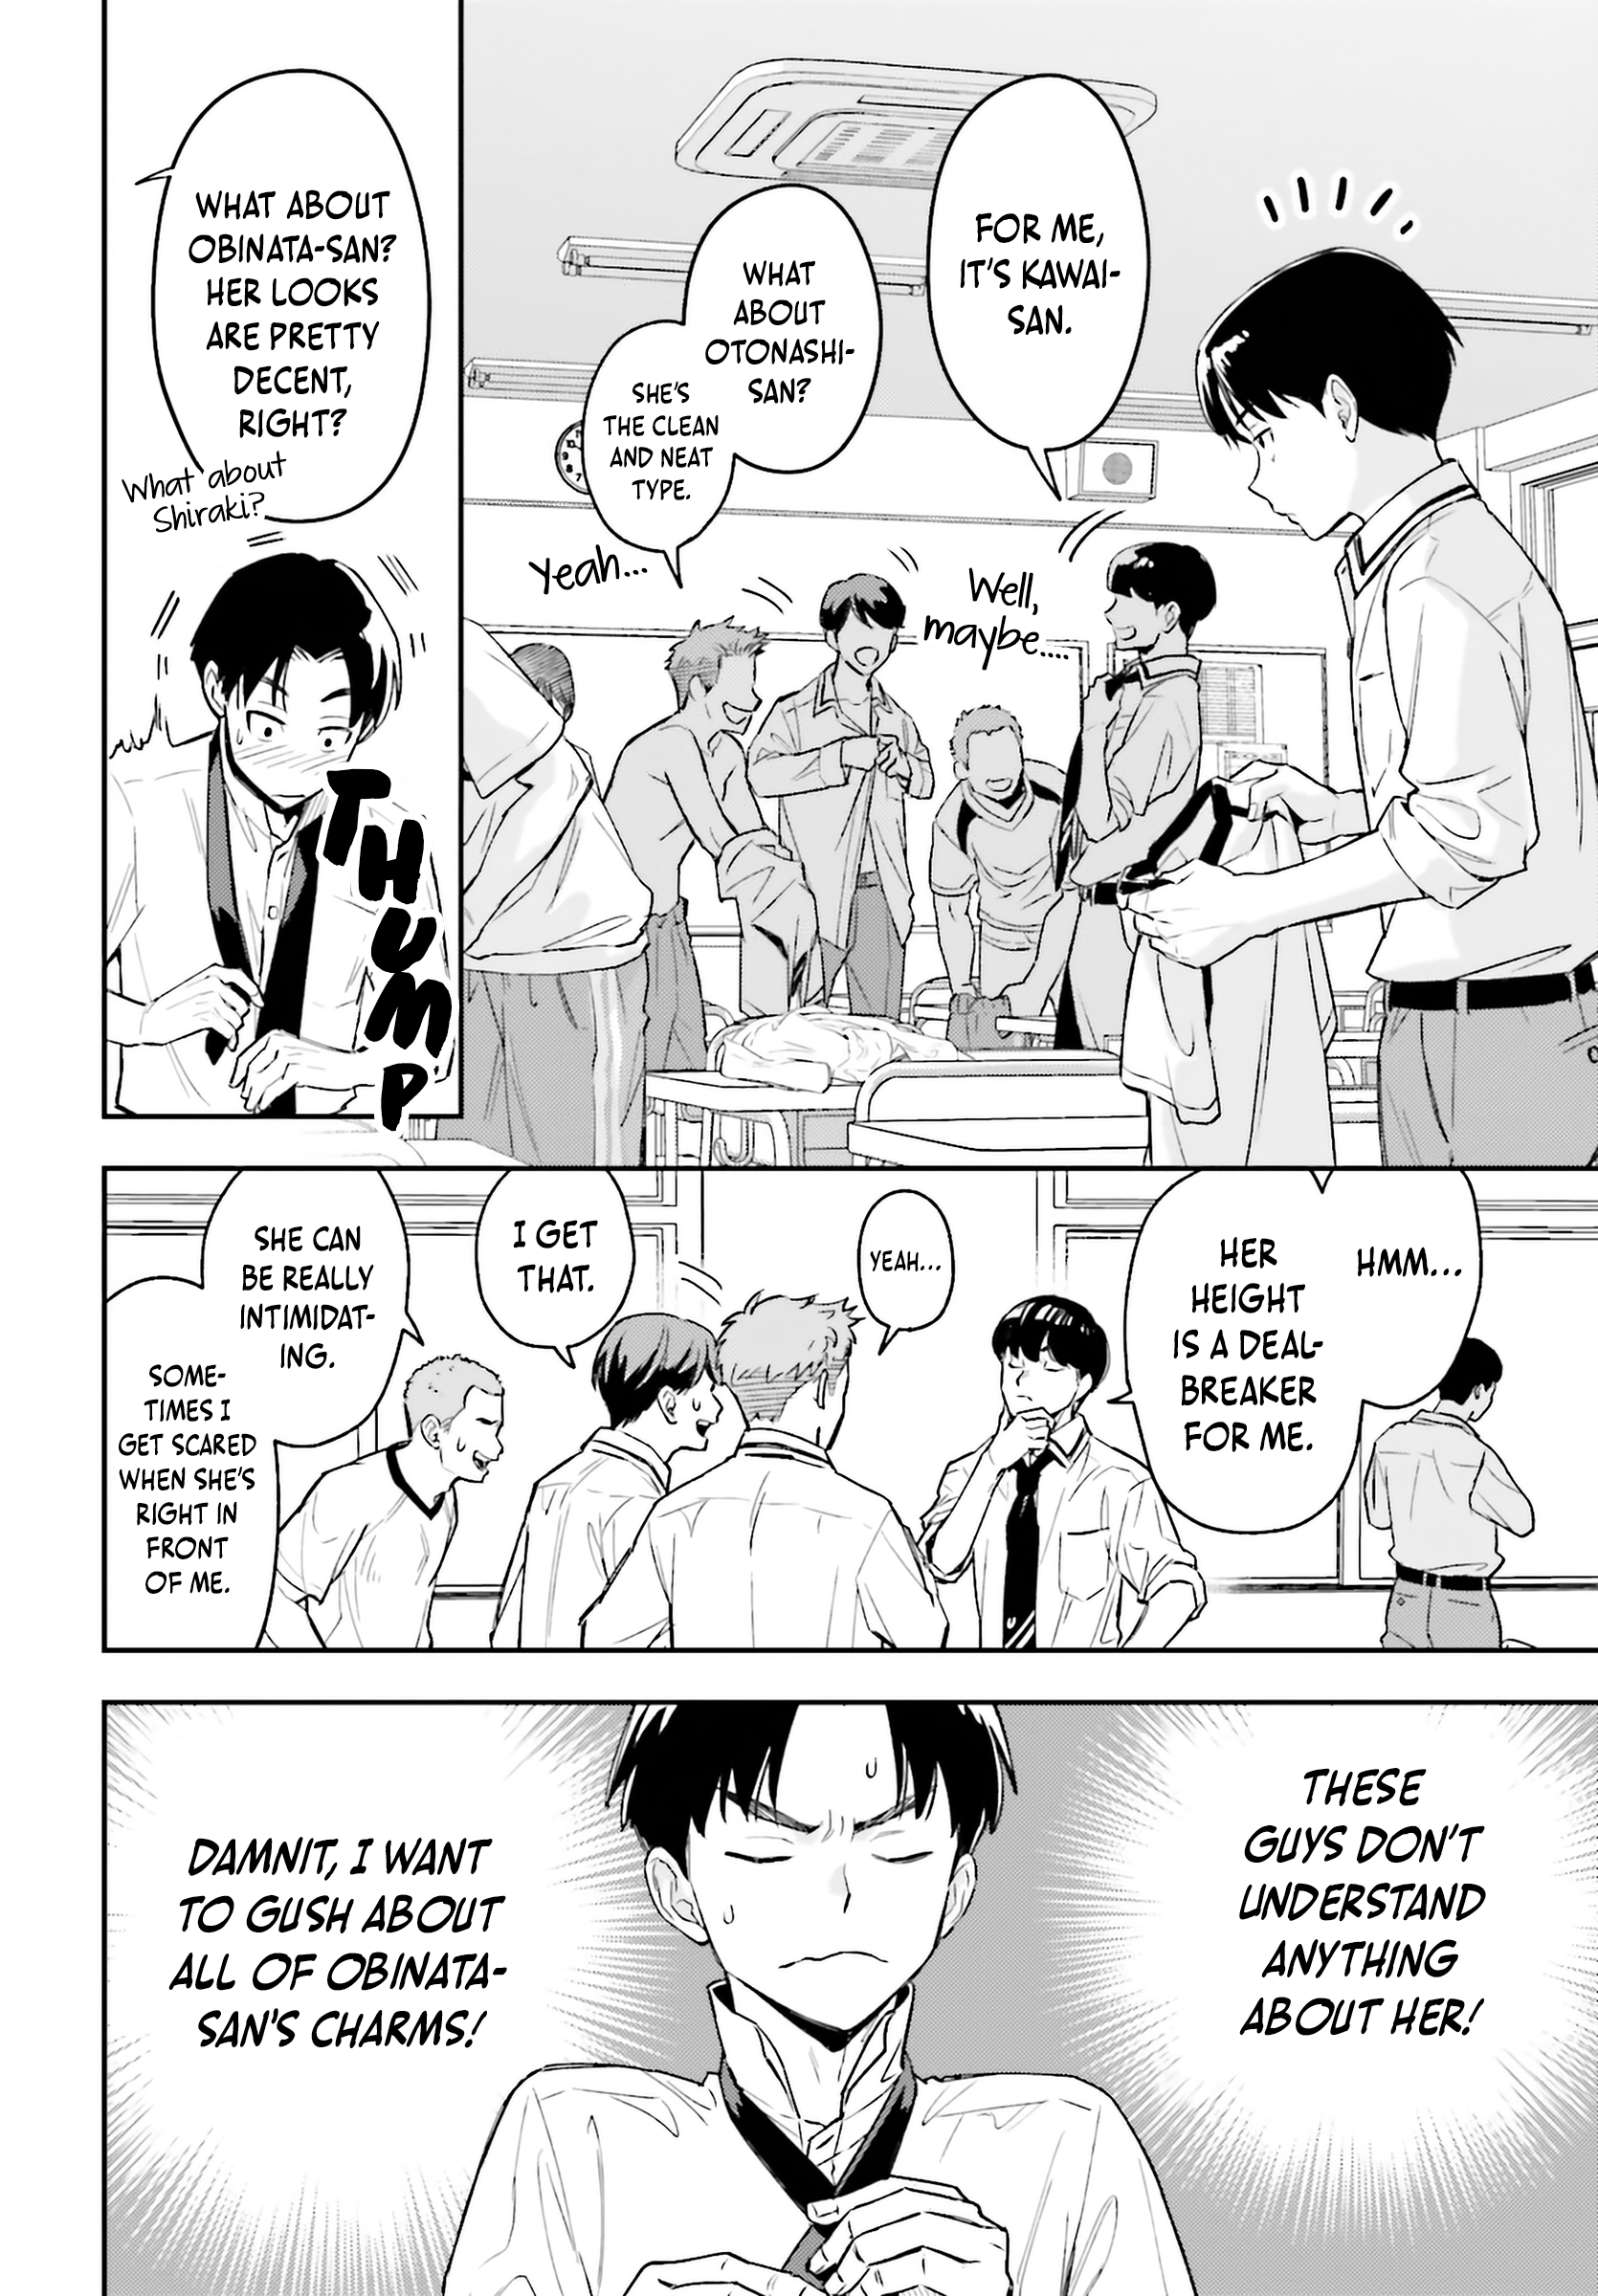 FOR ME,
IT'S KAWAI-
SAN.
WHAT
ABOUT
OTONASHI-
SAN?
SHE'S
THE CLEAN
AND NEAT
TYPE.
Well,
maybe....
Yeah...
WHAT ABOUT
OBINATA-SAN?
HER LOOKS
ARE PRETTY
DECENT,
RIGHT?
What about
Shiraki?
THUMP
HMM...
HER
HEIGHT
IS A DEAL-
BREAKER
FOR ME.
YEAH...
I GET
THAT.
SHE CAN
BE REALLY
INTIMIDAT-
ING.
SOME-
TIMES I
GET SCARED
WHEN SHE'S
RIGHT IN
FRONT
OF ME.
THESE
GUYS DON'T
UNDERSTAND
ANYTHING
ABOUT HER!
DAMNIT, I WANT
TO GUSH ABOUT
ALL OF OBINATA-
SAN'S CHARMS!